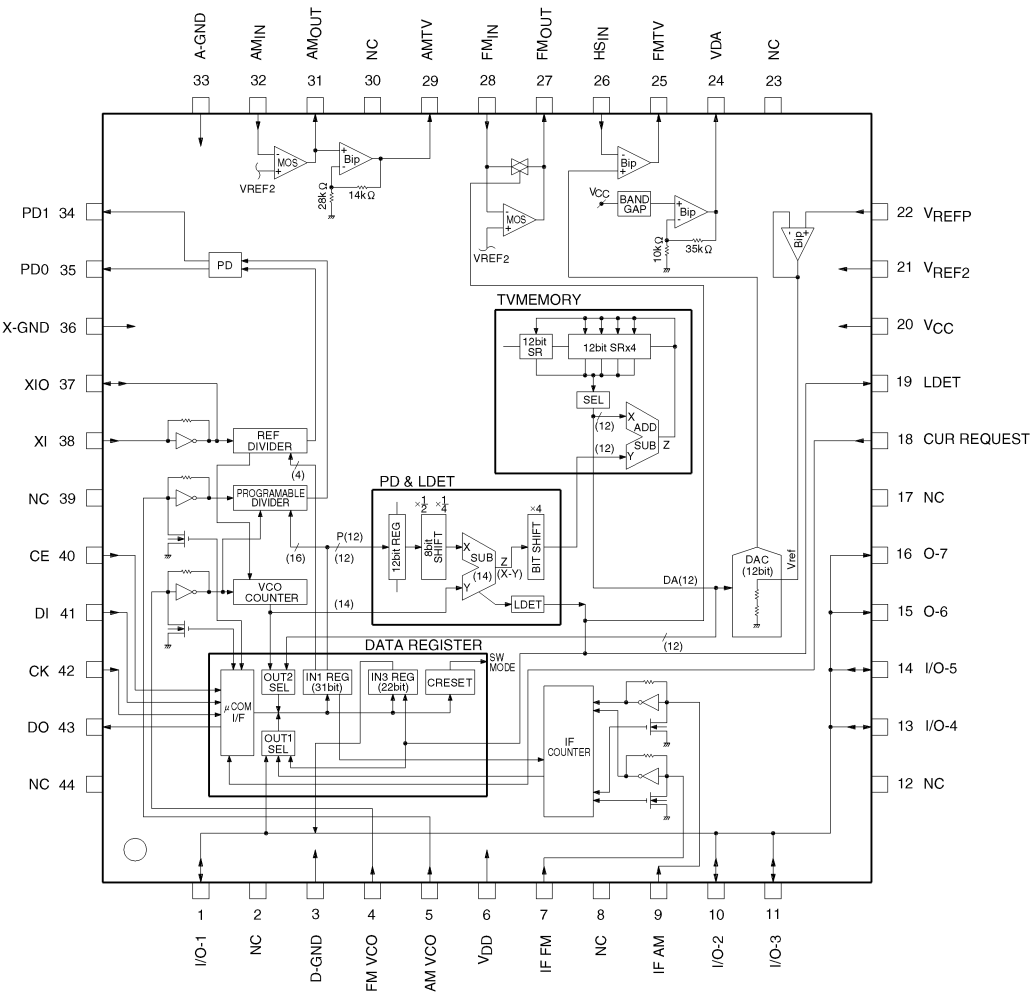 A-GND
AMIN
AMOUT
NC
AMTV
FMIN
FMOUT
HSIN
FMTV
VDA
NC
33 32 31 30 29 28 27 26 25 24 23
MOS
VREF2
Bip
28kΩ
14kΩ
MOS
VREF2
Bip
VCC
BAND GAP
Bip
10kΩ
35kΩ
Bip
PD1 34
PD0 35
X-GND 36
XIO 37
XI 38
NC 39
CE 40
DI 41
CK 42
DO 43
NC 44
22 VREFP
21 VREF2
20 VCC
19 LDET
18 CUR REQUEST
17 NC
16 O-7
15 O-6
14 I/O-5
13 I/O-4
12 NC
PD
TVMEMORY
12bit SR
12bit SRx4
SEL
(12)
X
ADD
SUB
Y
Z
(12)
REF DIVIDER
(4)
PROGRAMABLE DIVIDER
(16)
P(12)
(12)
VCO COUNTER
(14)
PD & LDET
×1/2
×1/4
12bit REG
8bit SHIFT
X
SUB
(14)
Y
Z
(X-Y)
×4
BIT SHIFT
LDET
DA(12)
DAC
(12bit)
Vref
(12)
DATA REGISTER
SW MODE
μCOM I/F
OUT2 SEL
IN1 REG (31bit)
IN3 REG (22bit)
CRESET
OUT1 SEL
IF COUNTER
1 2 3 4 5 6 7 8 9 10 11
I/O-1
NC
D-GND
FM VCO
AM VCO
VDD
IF FM
NC
IF AM
I/O-2
I/O-3